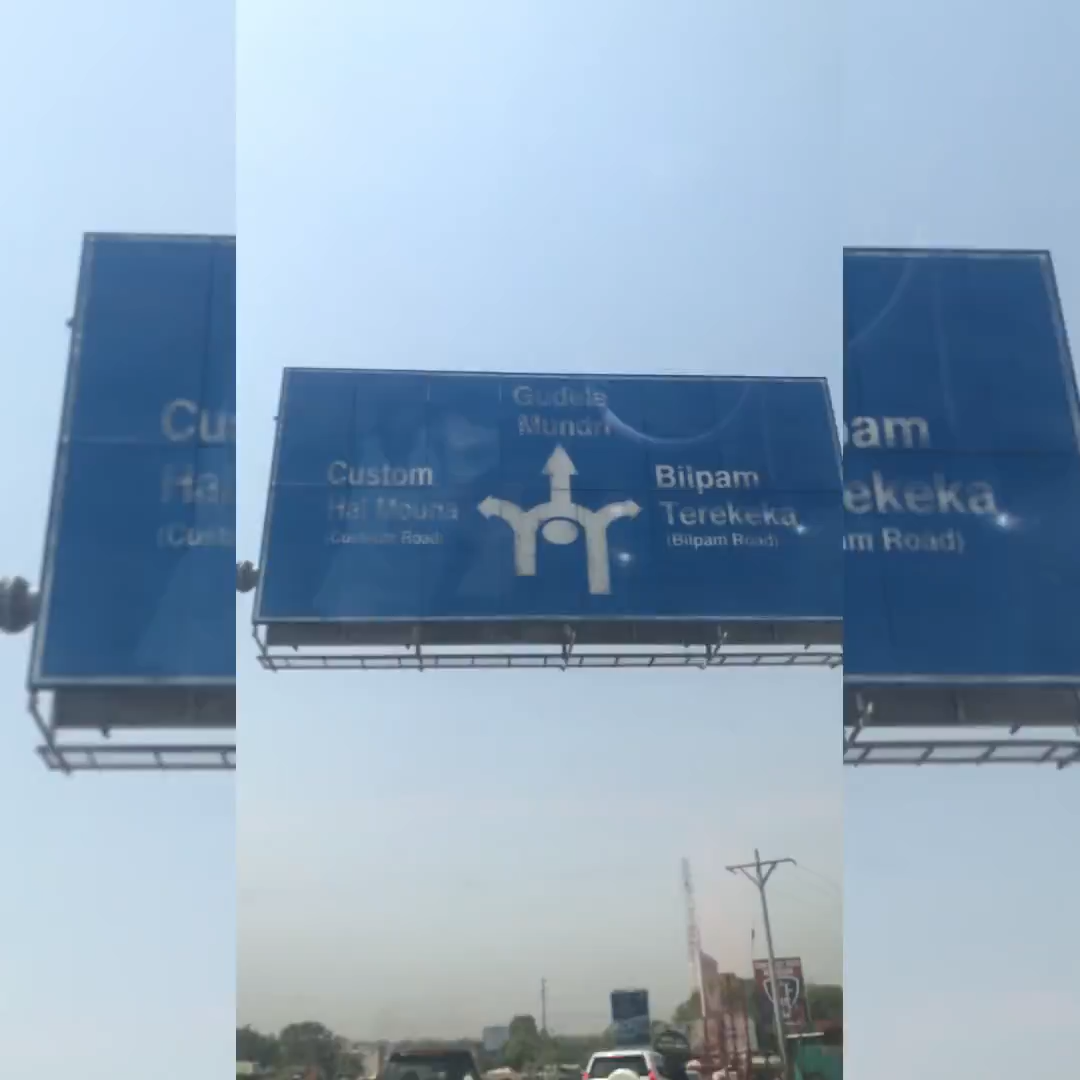 Gudele
Mundri
Custom
Hai Mouna
(Custom Road)
Bilpam
Terekeka
(Bilpam Road)